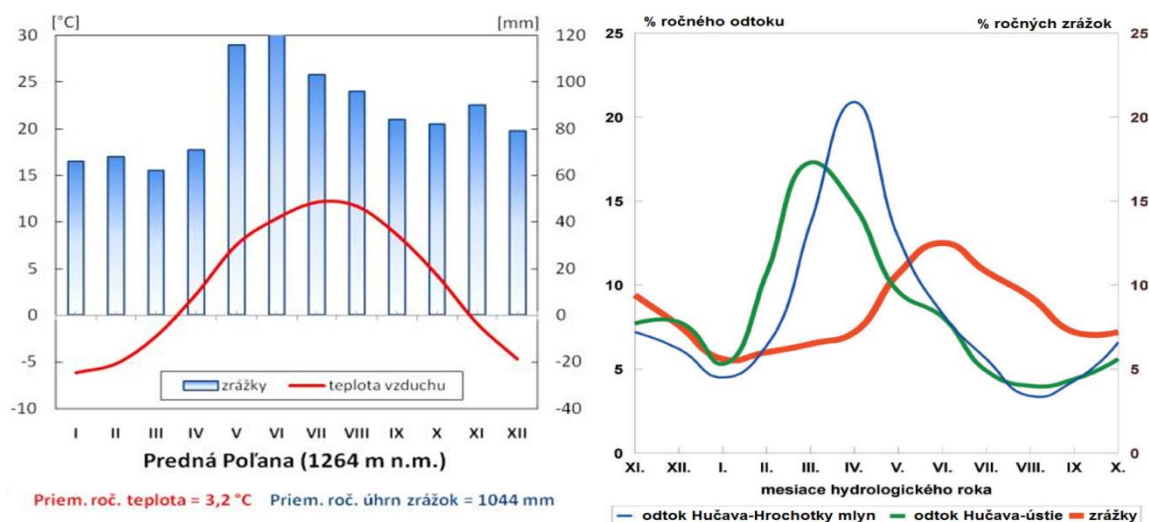 [°C] [mm]
30 120
25 100
20 80
15 60
10 40
5 20
0 0
-5 -20
-10 -40
zrážky teplota vzduchu
I II III IV V VI VII VIII IX X XI XII
Predná Poľana (1264 m n.m.)
Priem. roč. teplota = 3,2 °C Priem. roč. úhrn zrážok = 1044 mm
% ročného odtoku % ročných zrážok
25 25
20 20
15 15
10 10
5 5
0 0
XI. XII. I. II. III. IV. V. VI. VII. VIII. IX X.
mesiace hydrologického roka
odtok Hučava-Hrochotky mlyn odtok Hučava-ústie zrážky